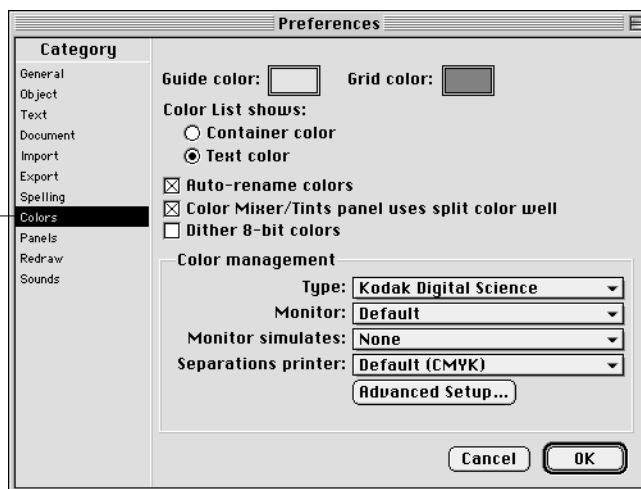 Preferences
Category
General
Object
Text
Document
Import
Export
Spelling
Colors
Panels
Redraw
Sounds
Guide color: Grid color:
Color List shows:
Container color
Text color
Auto-rename colors
Color Mixer/Tints panel uses split color well
Dither 8-bit colors
Color management
Type: Kodak Digital Science
Monitor: Default
Monitor simulates: None
Separations printer: Default (CMYK)
Advanced Setup...
Cancel OK